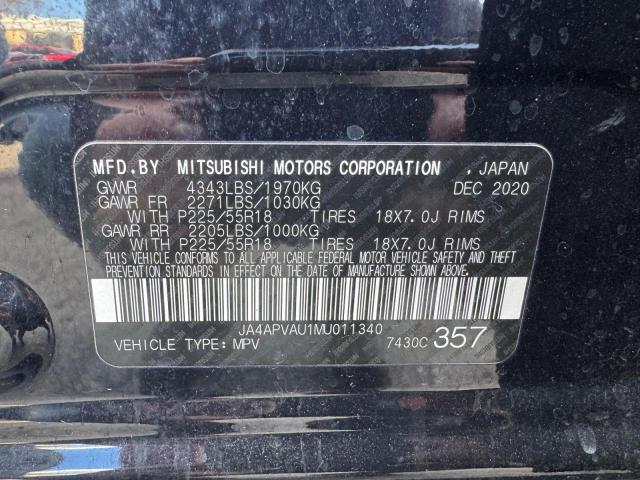 MFD.BY MITSUBISHI MOTORS CORPORATION , JAPAN
GVWR 4343LBS/1970KG DEC 2020
GAWR FR 2271LBS/1030KG
WITH P225/55R18 TIRES 18X7.0J RIMS
GAWR RR 2205LBS/1000KG
WITH P225/55R18 TIRES 18X7.0J RIMS
THIS VEHICLE CONFORMS TO ALL APPLICABLE FEDERAL MOTOR VEHICLE SAFETY AND THEFT
PREVENTION STANDARDS IN EFFECT ON THE DATE OF MANUFACTURE SHOWN ABOVE.
JA4APVAU1MU011340
VEHICLE TYPE: MPV 7430C 357